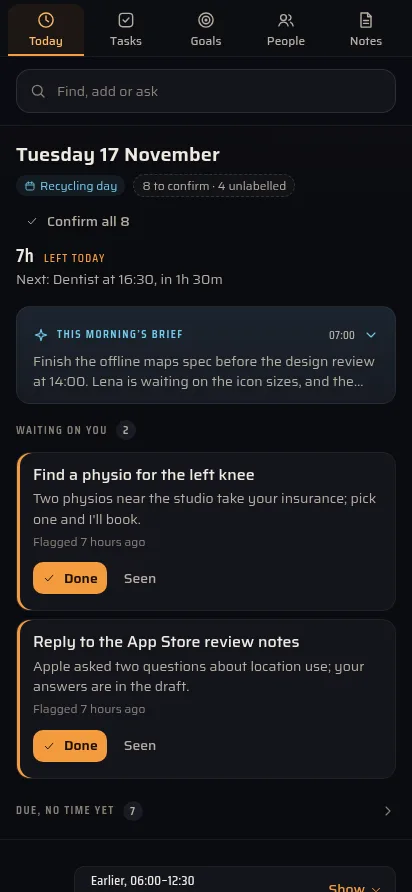 Today
Tasks
Goals
People
Notes
Find, add or ask
Tuesday 17 November
Recycling day
8 to confirm · 4 unlabelled
Confirm all 8
7h LEFT TODAY
Next: Dentist at 16:30, in 1h 30m
THIS MORNING'S BRIEF
07:00
Finish the offline maps spec before the design review
at 14:00. Lena is waiting on the icon sizes, and the...
WAITING ON YOU 2
Find a physio for the left knee
Two physios near the studio take your insurance; pick
one and I'll book.
Flagged 7 hours ago
Done
Seen
Reply to the App Store review notes
Apple asked two questions about location use; your
answers are in the draft.
Flagged 7 hours ago
Done
Seen
DUE, NO TIME YET 7
Earlier, 06:00–12:30
Show